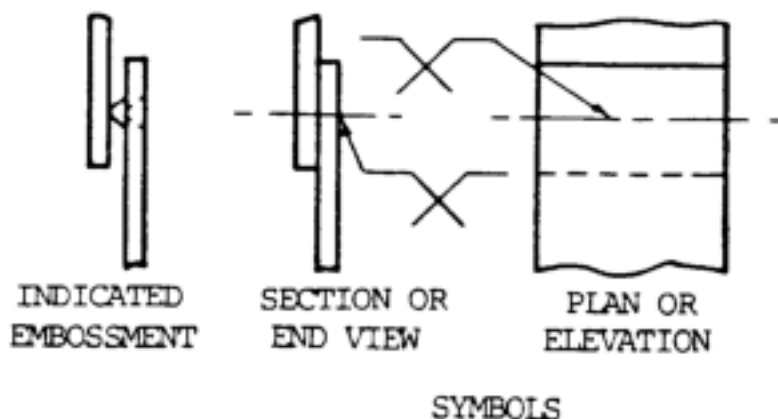 INDICATED
EMBOSSMENT
SECTION OR
END VIEW
PLAN OR
ELEVATION
SYMBOLS